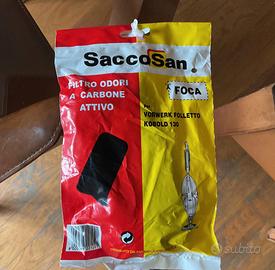 SaccoSan
FILTRO ODORI
A CARBONE
ATTIVO
FOCA
PER
VORWERK FOLLETTO
KOBOLD 130
subito